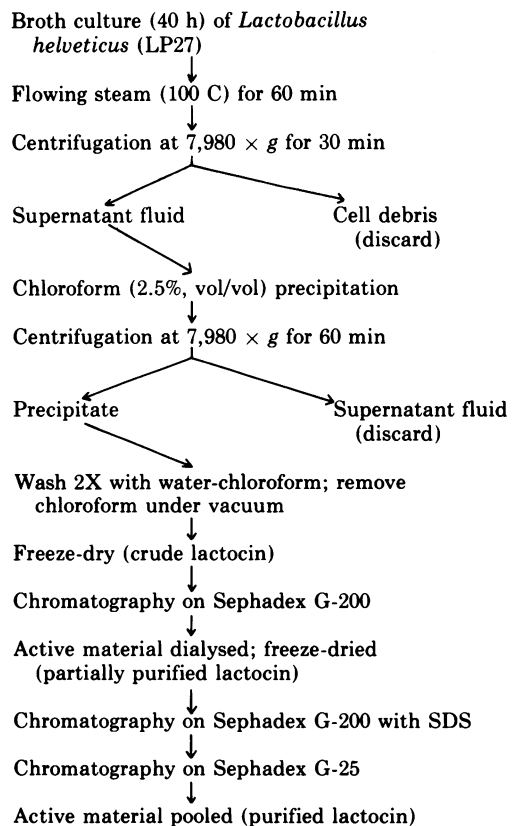 Broth culture (40 h) of Lactobacillus
helveticus (LP27)
Flowing steam (100 C) for 60 min
Centrifugation at 7,980 × g for 30 min
Supernatant fluid
Cell debris
(discard)
Chloroform (2.5%, vol/vol) precipitation
Centrifugation at 7,980 × g for 60 min
Precipitate
Supernatant fluid
(discard)
Wash 2X with water-chloroform; remove
chloroform under vacuum
Freeze-dry (crude lactocin)
Chromatography on Sephadex G-200
Active material dialysed; freeze-dried
(partially purified lactocin)
Chromatography on Sephadex G-200 with SDS
Chromatography on Sephadex G-25
Active material pooled (purified lactocin)